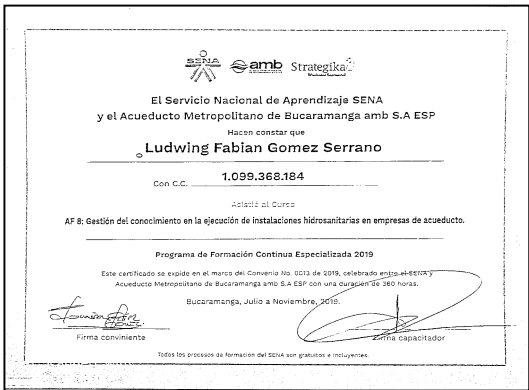 SENA
amb
Strategika
El Servicio Nacional de Aprendizaje SENA
y el Acueducto Metropolitano de Bucaramanga amb S.A ESP
Hacen constar que
Ludwing Fabian Gomez Serrano
Con C.C. 1.099.368.184
Asistió al Curso
AF 8: Gestión del conocimiento en la ejecución de instalaciones hidrosanitarias en empresas de acueducto.
Programa de Formación Continua Especializada 2019
Este certificado se expide en el marco del Convenio No. 0013 de 2019, celebrado entre el SENA y
Acueducto Metropolitano de Bucaramanga amb S.A ESP con una duración de 360 horas.
Bucaramanga, Julio a Noviembre, 2019.
Firma conviniente
Firma capacitador
Todos los procesos de formación del SENA son gratuitos e incluyentes.